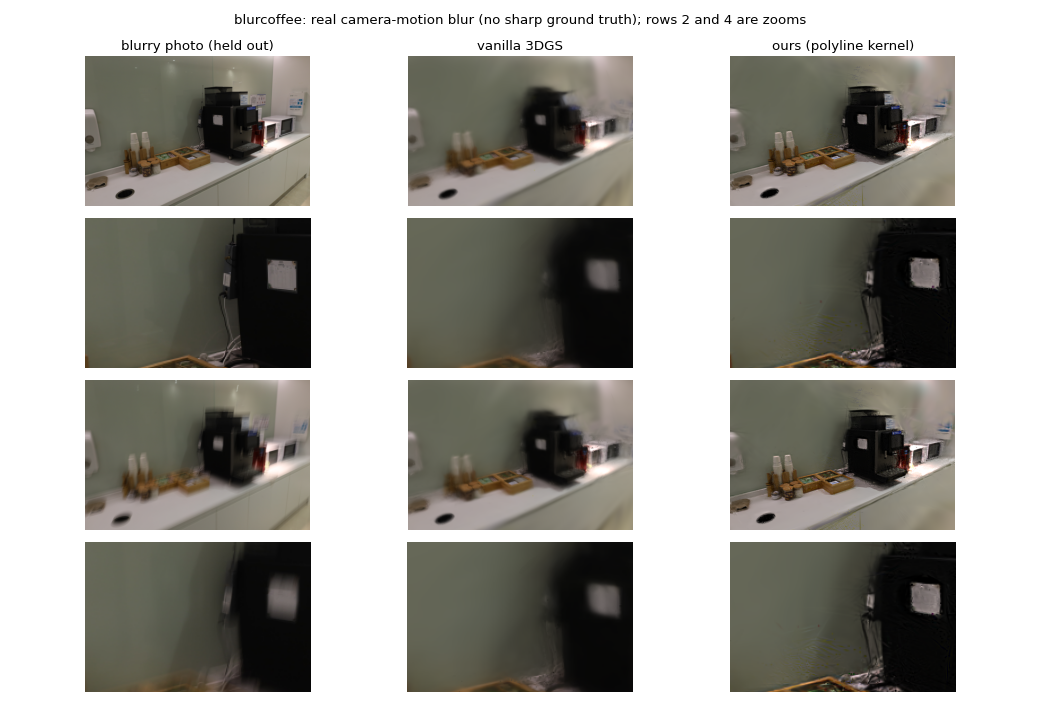 blurcoffee: real camera-motion blur (no sharp ground truth); rows 2 and 4 are zooms
blurry photo (held out)
vanilla 3DGS
ours (polyline kernel)